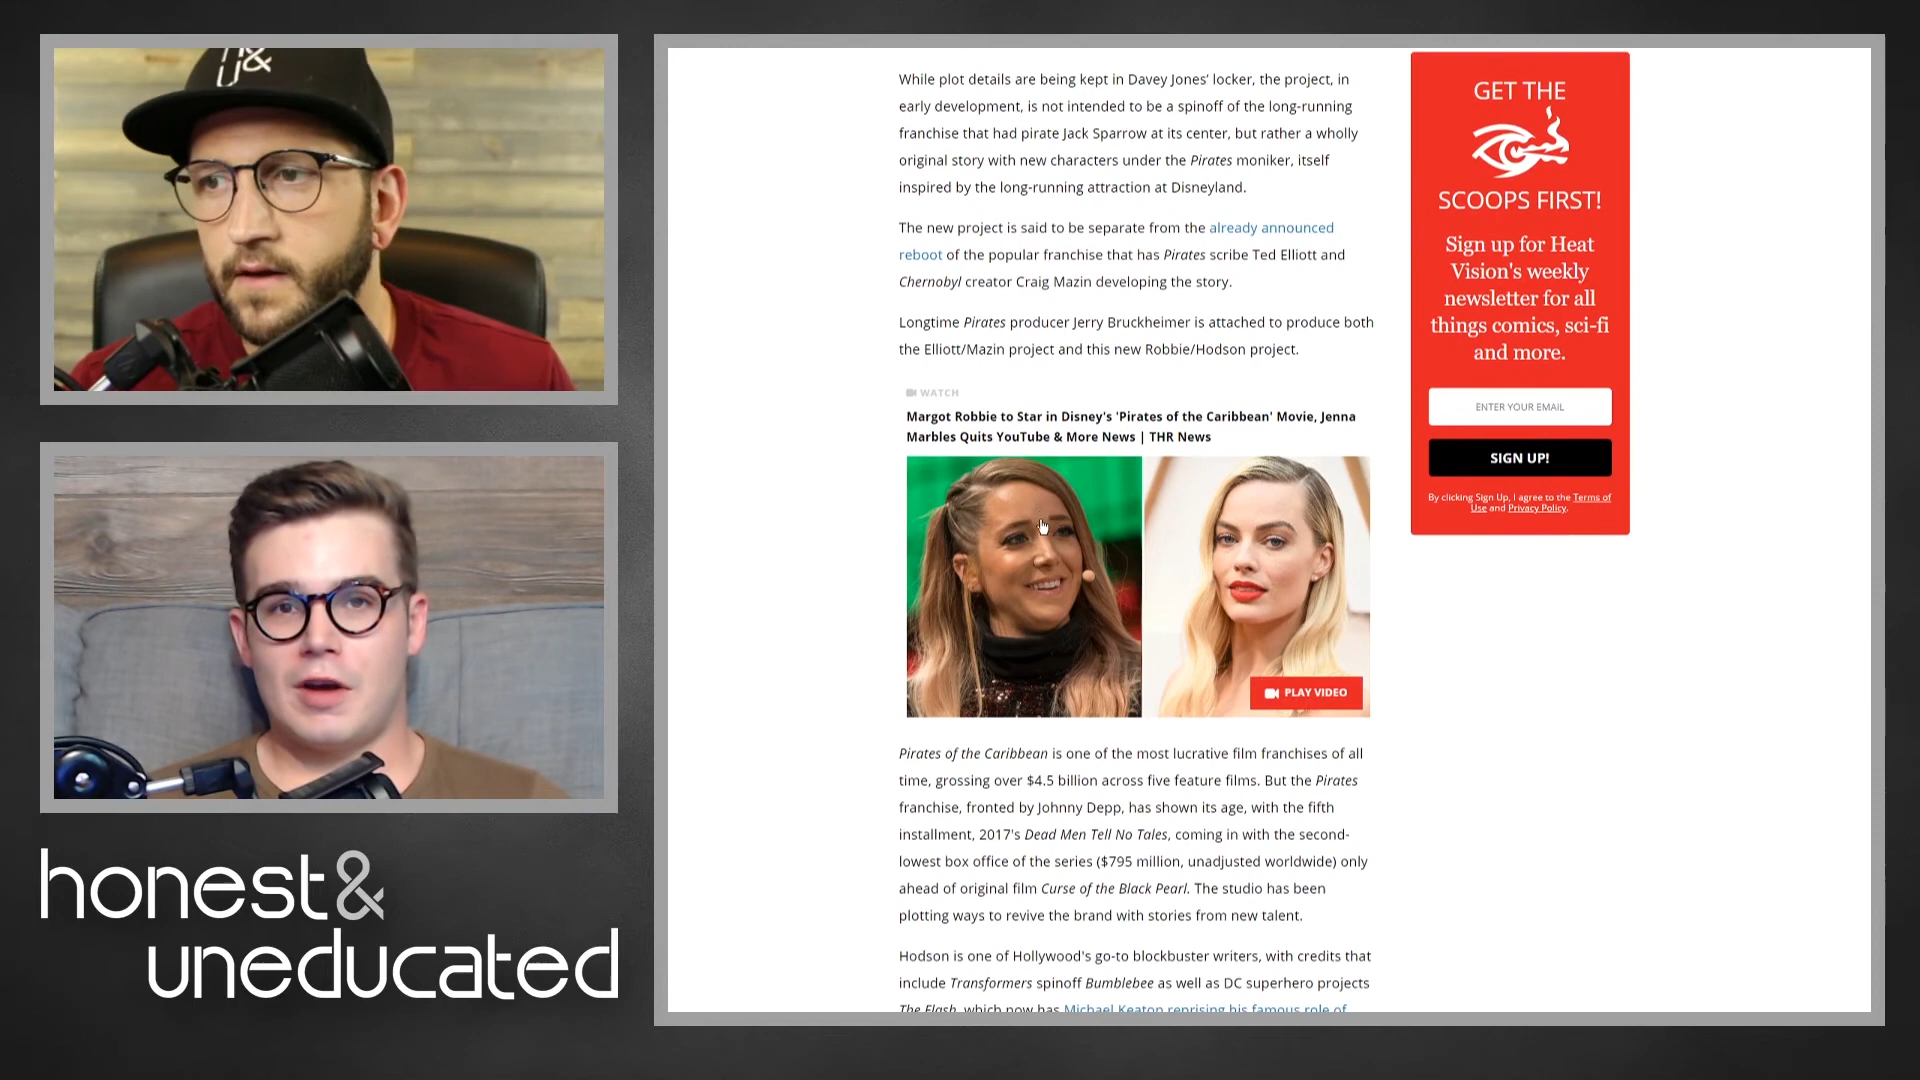 U&
honest&
uneducated
While plot details are being kept in Davey Jones’ locker, the project, in
early development, is not intended to be a spinoff of the long-running
franchise that had pirate Jack Sparrow at its center, but rather a wholly
original story with new characters under the Pirates moniker, itself
inspired by the long-running attraction at Disneyland.
The new project is said to be separate from the already announced
reboot of the popular franchise that has Pirates scribe Ted Elliott and
Chernobyl creator Craig Mazin developing the story.
Longtime Pirates producer Jerry Bruckheimer is attached to produce both
the Elliott/Mazin project and this new Robbie/Hodson project.
WATCH
Margot Robbie to Star in Disney's 'Pirates of the Caribbean' Movie, Jenna
Marbles Quits YouTube & More News | THR News
PLAY VIDEO
Pirates of the Caribbean is one of the most lucrative film franchises of all
time, grossing over $4.5 billion across five feature films. But the Pirates
franchise, fronted by Johnny Depp, has shown its age, with the fifth
installment, 2017's Dead Men Tell No Tales, coming in with the second-
lowest box office of the series ($795 million, unadjusted worldwide) only
ahead of original film Curse of the Black Pearl. The studio has been
plotting ways to revive the brand with stories from new talent.
Hodson is one of Hollywood's go-to blockbuster writers, with credits that
include Transformers spinoff Bumblebee as well as DC superhero projects
The Flash, which now has Michael Keaton reprising his famous role of
GET THE
SCOOPS FIRST!
Sign up for Heat
Vision's weekly
newsletter for all
things comics, sci-fi
and more.
ENTER YOUR EMAIL
SIGN UP!
By clicking Sign Up, I agree to the Terms of
Use and Privacy Policy.